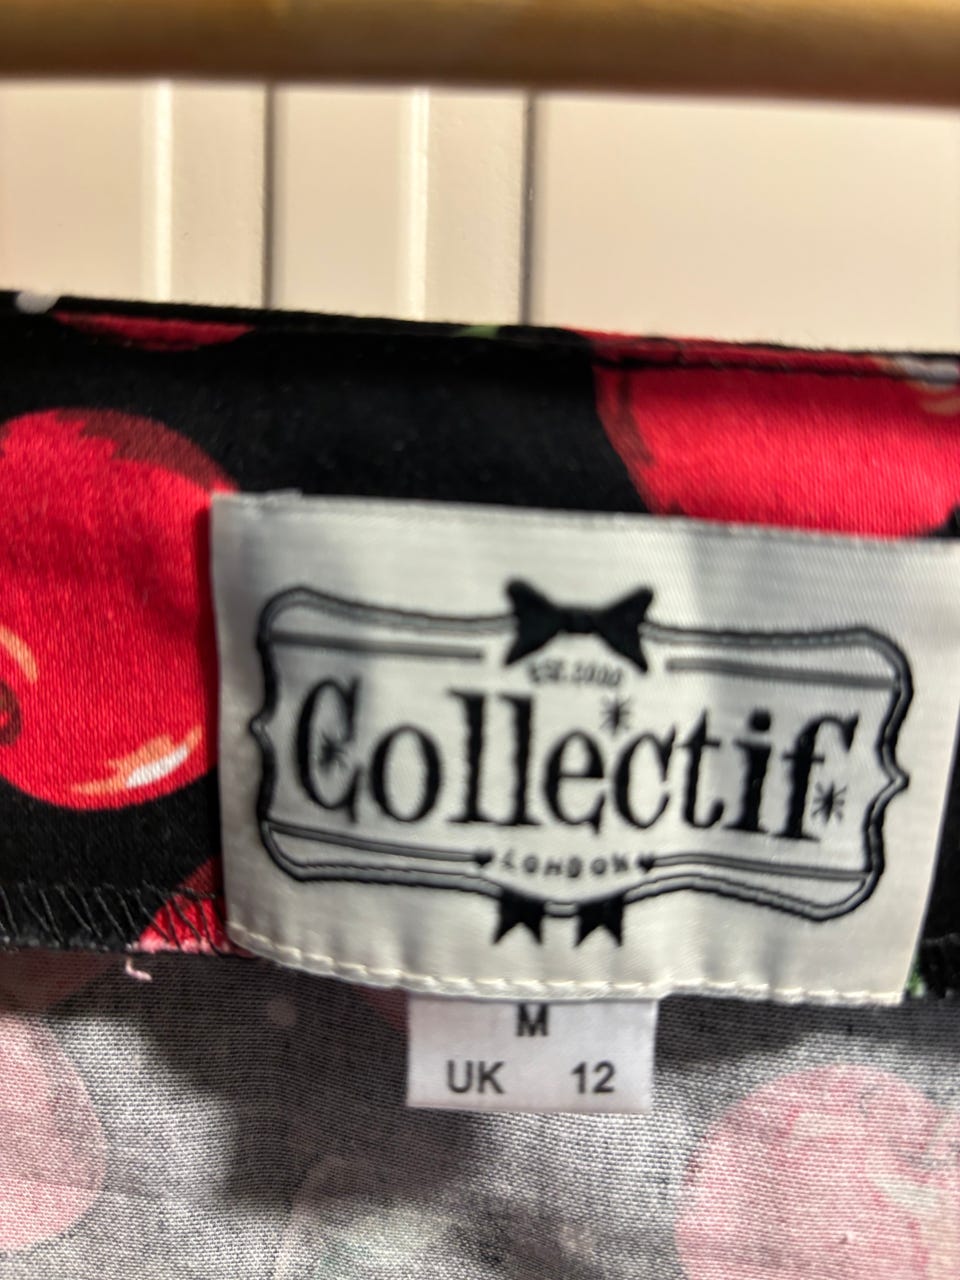 EST. 2000
Collectif
LONDON
M
UK 12